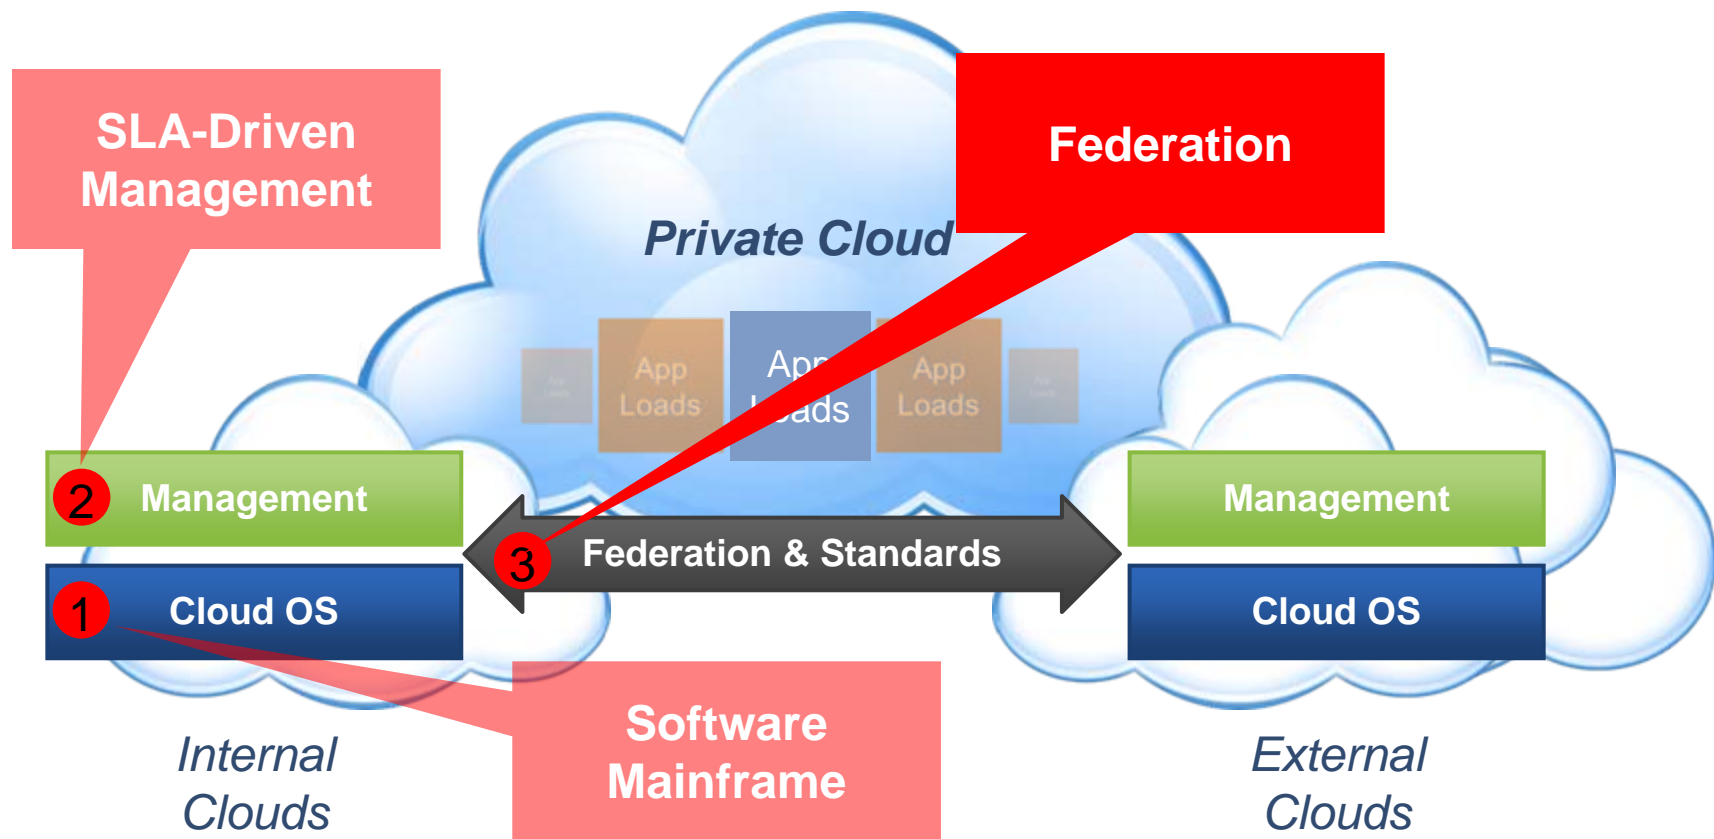 SLA-Driven
Management
Federation
Private Cloud
App
Loads
App
Loads
App
Loads
2
Management
Management
3
Federation & Standards
1
Cloud OS
Cloud OS
Software
Mainframe
Internal
Clouds
External
Clouds